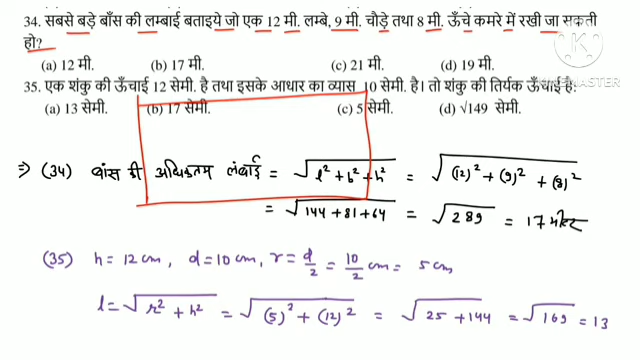 34. सबसे बड़े बाँस की लम्बाई बताइये जो एक 12 मी. लम्बे, 9 मी. चौड़े तथा 8 मी. ऊँचे कमरे में रखी जा सकती
हो?
(a) 12 मी. (b) 17 मी. (c) 21 मी. (d) 19 मी.
KINEMASTER
35. एक शंकु की ऊँचाई 12 सेमी. है तथा इसके आधार का व्यास 10 सेमी. है। तो शंकु की तिर्यक ऊँचाई है:
(a) 13 सेमी. (b) 17 सेमी. (c) 5 सेमी. (d) √149 सेमी.
⇒ (34) बांस की अधिकतम लंबाई = √l² + b² + h² = √(12)² + (9)² + (8)²
= √144 + 81 + 64 = √289 = 17 मीटर
(35) h = 12 cm, d = 10 cm, r = d/2 = 10/2 cm = 5 cm
l = √r² + h² = √(5)² + (12)² = √25 + 144 = √169 = 13